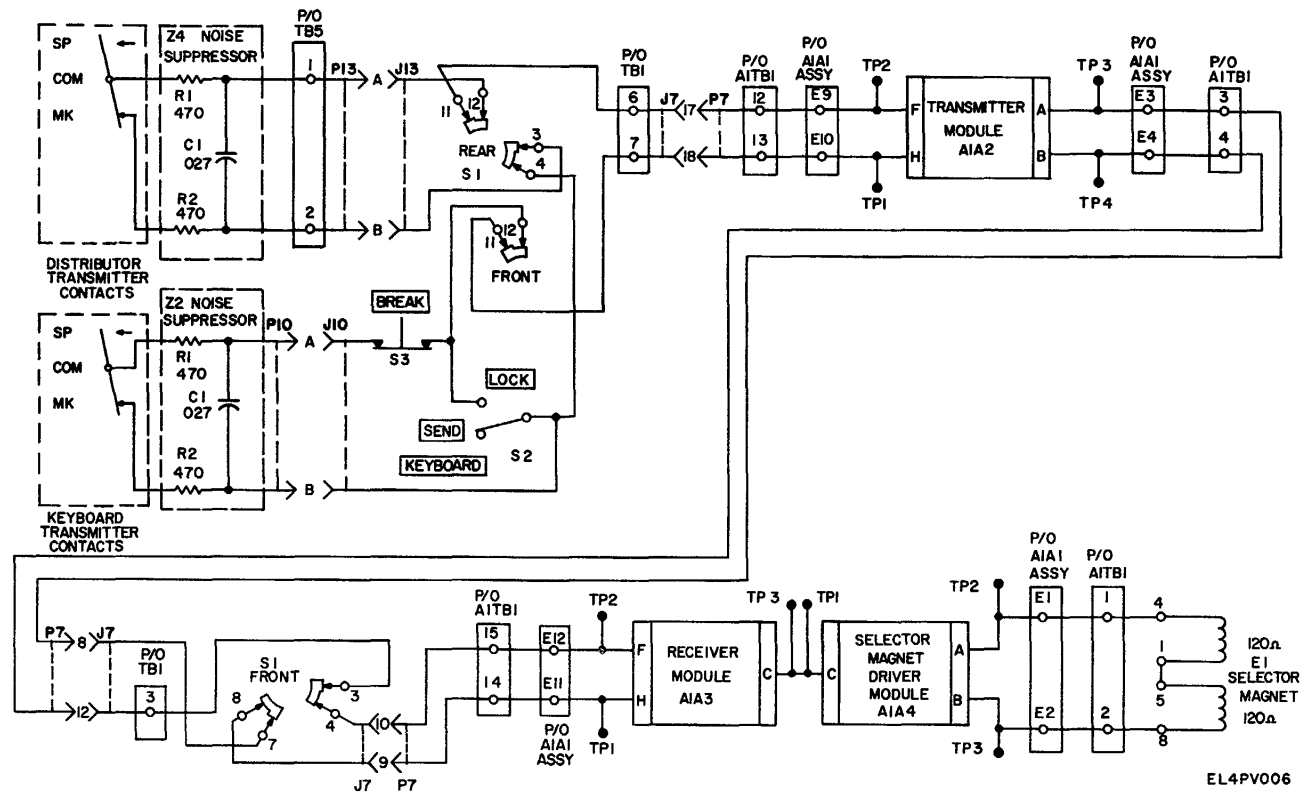 SP
COM
MK
Z4 NOISE
SUPPRESSOR
R1
470
C1
027
R2
470
P/O
TB5
1
2
P13
A
J13
B
DISTRIBUTOR
TRANSMITTER
CONTACTS
11
12
REAR
S1
3
4
11
12
FRONT
P/O
TB1
6
7
J7
17
P7
18
P/O
A1TB1
12
13
P/O
A1A1
ASSY
E9
E10
TP2
TP1
F
H
TRANSMITTER
MODULE
A1A2
A
B
TP3
TP4
P/O
A1A1
ASSY
E3
E4
P/O
A1TB1
3
4
SP
COM
MK
Z2 NOISE
SUPPRESSOR
R1
470
C1
027
R2
470
P10
A
J10
B
KEYBOARD
TRANSMITTER
CONTACTS
BREAK
S3
LOCK
SEND
S2
KEYBOARD
P7
8
J7
12
P/O
TB1
3
S1
FRONT
8
7
3
4
10
9
J7
P7
P/O
A1TB1
15
14
E12
E11
P/O
A1A1
ASSY
TP2
TP1
F
H
RECEIVER
MODULE
A1A3
C
TP3
TP1
C
SELECTOR
MAGNET
DRIVER
MODULE
A1A4
A
B
TP2
TP3
P/O
A1A1
ASSY
E1
E2
P/O
A1TB1
1
2
4
1
5
8
120Ω
E1
SELECTOR
MAGNET
120Ω
EL4PV006